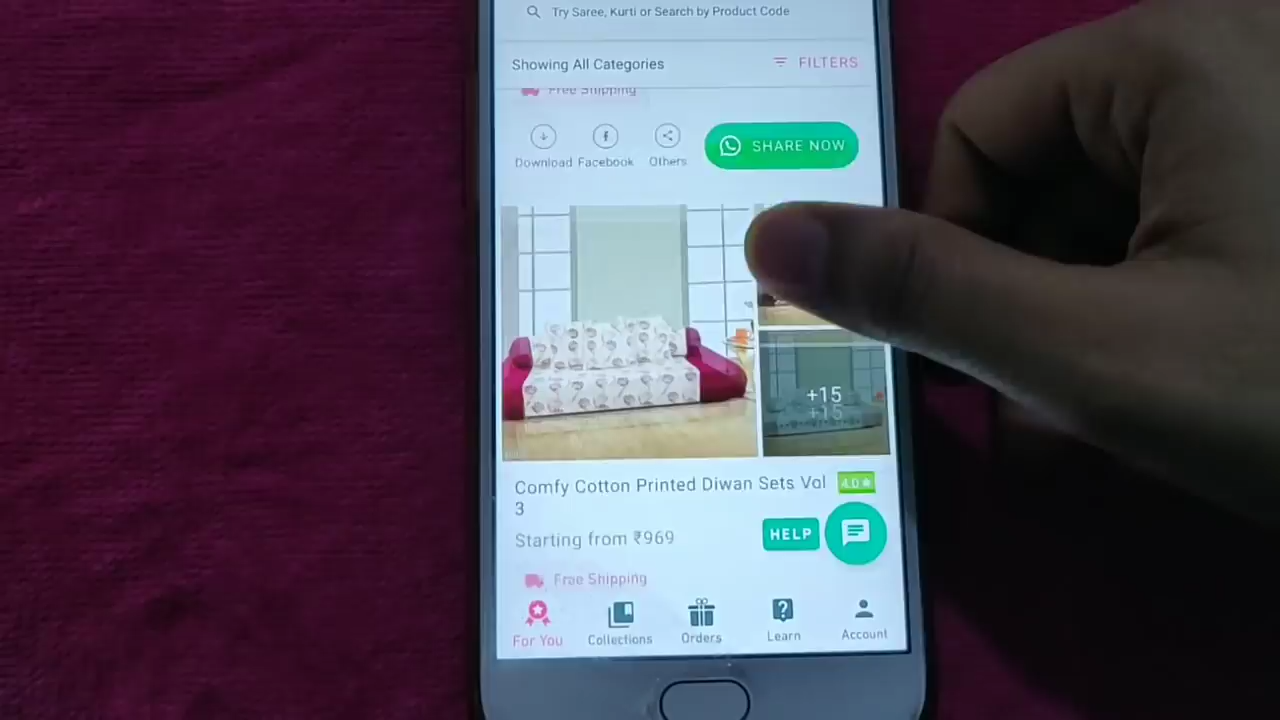 Try Saree, Kurti or Search by Product Code
Showing All Categories
FILTERS
Free Shipping
Download
Facebook
Others
SHARE NOW
+15
+15
Comfy Cotton Printed Diwan Sets Vol
3
4.0
Starting from ₹969
HELP
Free Shipping
For You
Collections
Orders
Learn
Account